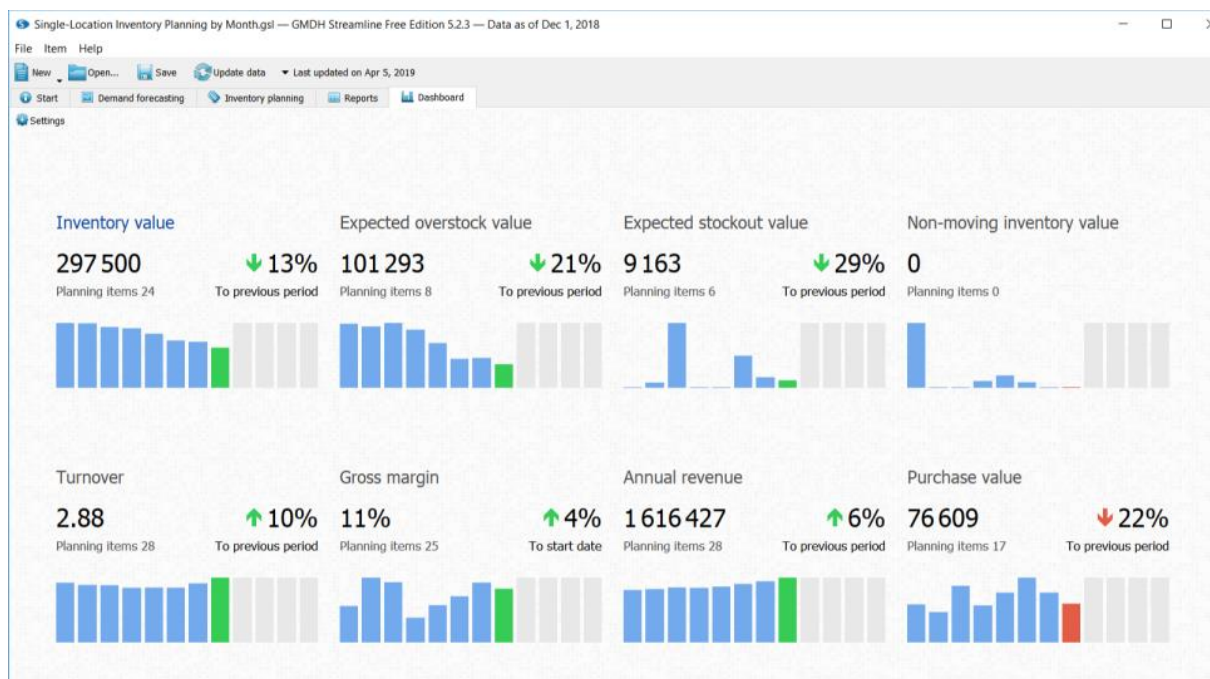 Single-Location Inventory Planning by Month.gsl — GMDH Streamline Free Edition 5.2.3 — Data as of Dec 1, 2018
File Item Help
New Open... Save Update data Last updated on Apr 5, 2019
Start Demand forecasting Inventory planning Reports Dashboard
Settings
Inventory value
297 500 13%
Planning items 24 To previous period
Expected overstock value
101 293 21%
Planning items 8 To previous period
Expected stockout value
9 163 29%
Planning items 6 To previous period
Non-moving inventory value
0
Planning items 0
Turnover
2.88 10%
Planning items 28 To previous period
Gross margin
11% 4%
Planning items 25 To start date
Annual revenue
1 616 427 6%
Planning items 28 To previous period
Purchase value
76 609 22%
Planning items 17 To previous period